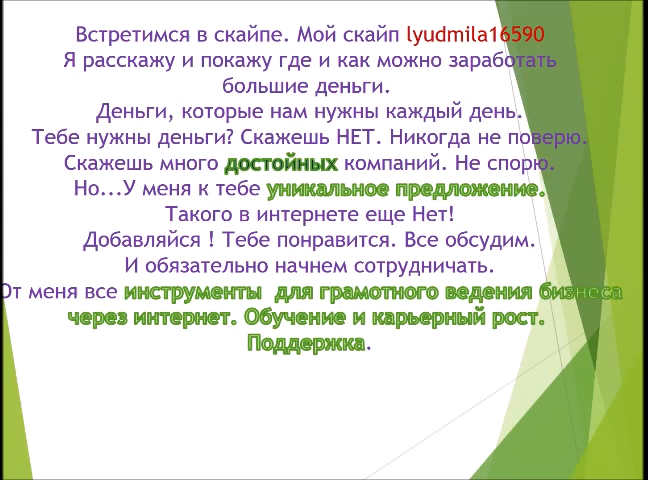 Встретимся в скайпе. Мой скайп lyudmila16590
Я расскажу и покажу где и как можно заработать
большие деньги.
Деньги, которые нам нужны каждый день.
Тебе нужны деньги? Скажешь НЕТ. Никогда не поверю.
Скажешь много достойных компаний. Не спорю.
Но...У меня к тебе уникальное предложение.
Такого в интернете еще Нет!
Добавляйся ! Тебе понравится. Все обсудим.
И обязательно начнем сотрудничать.
От меня все инструменты для грамотного ведения бизнеса
через интернет. Обучение и карьерный рост.
Поддержка.